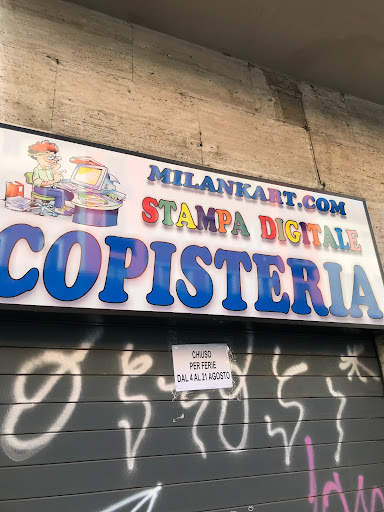 MILANKART.COM
STAMPA DIGITALE
COPISTERIA
CHIUSO
PER FERIE
DAL 4 AL 21 AGOSTO